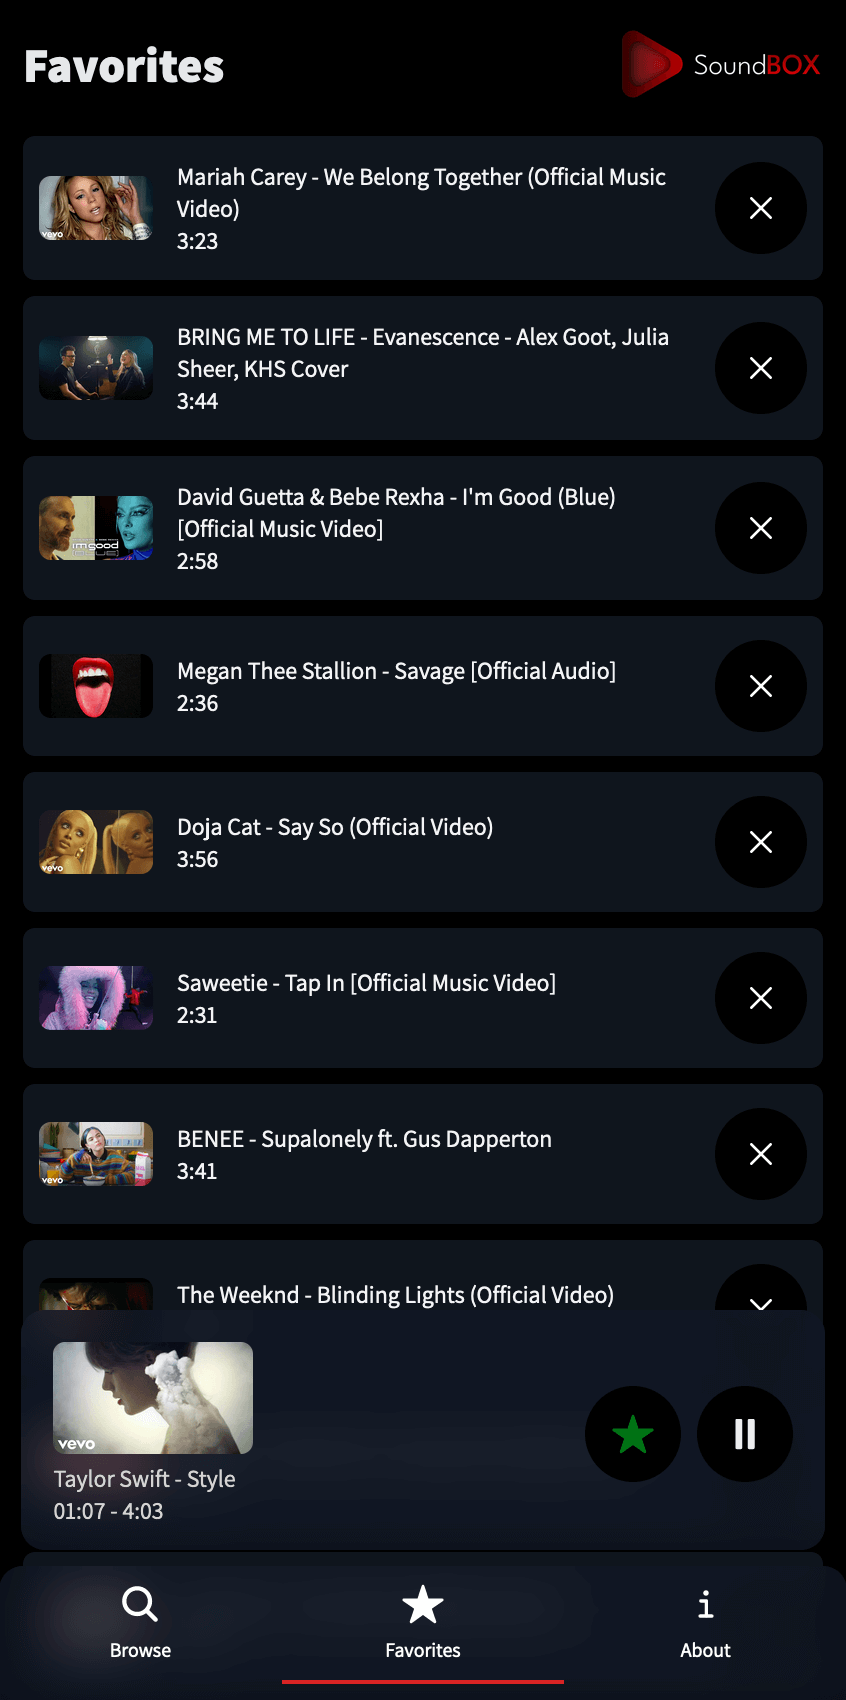 Favorites
SoundBOX
Mariah Carey - We Belong Together (Official Music
Video)
3:23
vevo
BRING ME TO LIFE - Evanescence - Alex Goot, Julia
Sheer, KHS Cover
3:44
David Guetta & Bebe Rexha - I'm Good (Blue)
[Official Music Video]
2:58
i'm good
Megan Thee Stallion - Savage [Official Audio]
2:36
Doja Cat - Say So (Official Video)
3:56
vevo
Saweetie - Tap In [Official Music Video]
2:31
BENEE - Supalonely ft. Gus Dapperton
3:41
vevo
The Weeknd - Blinding Lights (Official Video)
vevo
Taylor Swift - Style
01:07 - 4:03
Browse
Favorites
About